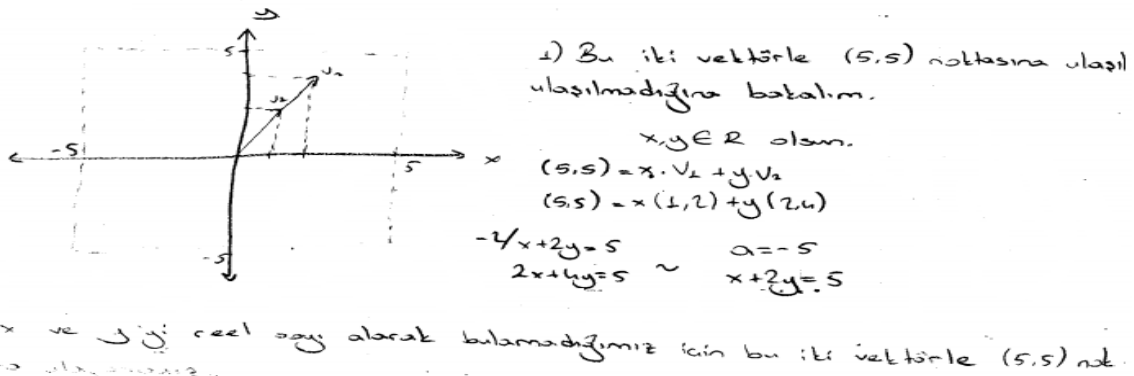 y
5
V₂
V₂
-5
5
x
-5
1) Bu iki vektörle (5,5) noktasına ulaşıl
ulaşılmadığına bakalım.
x,y ∈ R olsun.
(5,5) = x.V₁ + y.V₂
(5,5) = x(1,2) + y(2,4)
-2/x+2y=5 a=-5
2x+4y=5 ~ x+2y=5
x ve y yi reel sayı alarak bulamadığımız için bu iki vektörle (5,5) nok